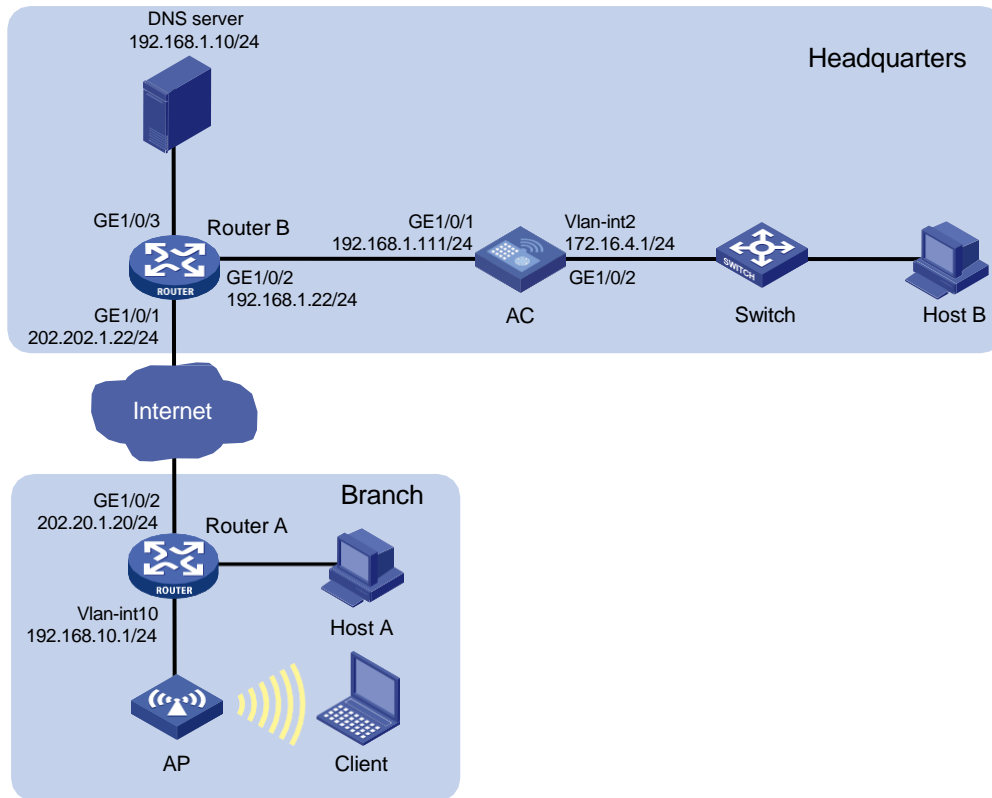 DNS server
192.168.1.10/24
Headquarters
GE1/0/3
Router B
ROUTER
GE1/0/2
192.168.1.22/24
GE1/0/1
202.202.1.22/24
GE1/0/1
192.168.1.111/24
AC
Vlan-int2
172.16.4.1/24
GE1/0/2
SWITCH
Switch
Host B
Internet
Branch
GE1/0/2
202.20.1.20/24
Router A
ROUTER
Host A
Vlan-int10
192.168.10.1/24
AP
Client